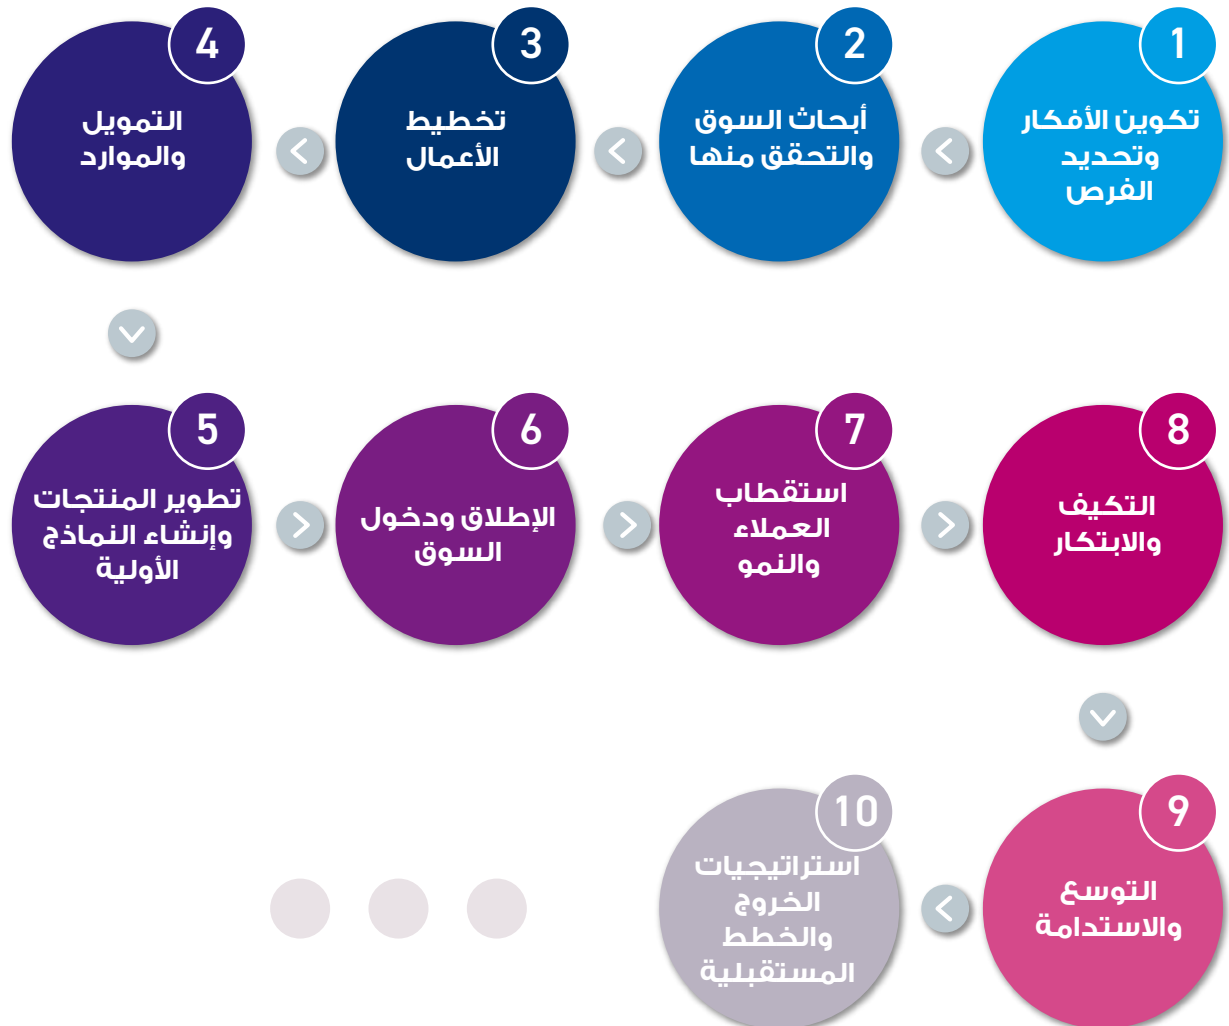 1
تكوين الأفكار
وتحديد
الفرص
2
أبحاث السوق
والتحقق منها
3
تخطيط
الأعمال
4
التمويل
والموارد
5
تطوير المنتجات
وإنشاء النماذج
الأولية
6
الإطلاق ودخول
السوق
7
استقطاب
العملاء
والنمو
8
التكيف
والابتكار
9
التوسع
والاستدامة
10
استراتيجيات
الخروج
والخطط
المستقبلية